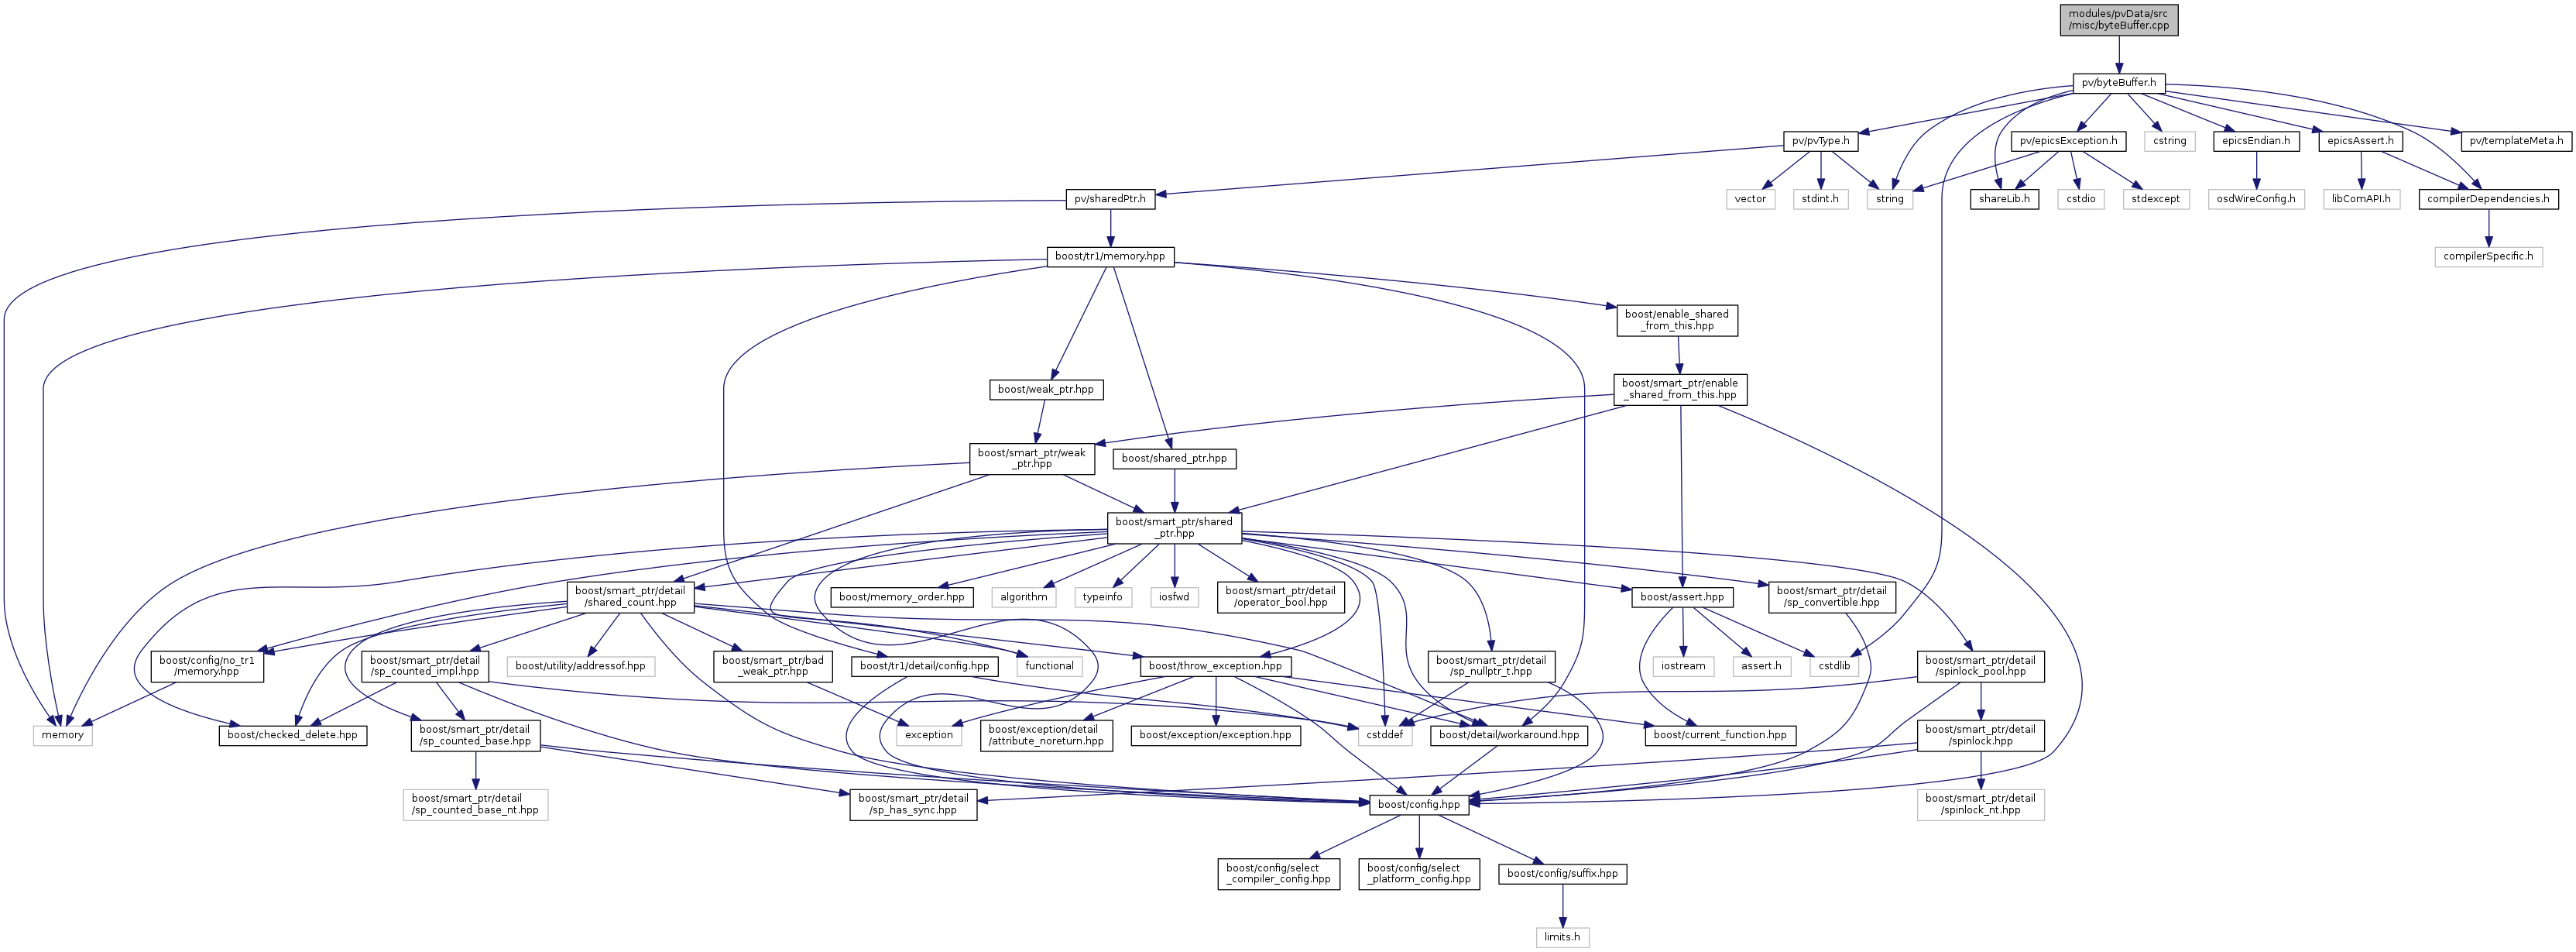 modules/pvData/src
/misc/byteBuffer.cpp
pv/byteBuffer.h
pv/pvType.h
pv/epicsException.h
cstring
epicsEndian.h
epicsAssert.h
pv/templateMeta.h
pv/sharedPtr.h
vector
stdint.h
string
shareLib.h
cstdio
stdexcept
osdWireConfig.h
libComAPI.h
compilerDependencies.h
boost/tr1/memory.hpp
compilerSpecific.h
boost/enable_shared
_from_this.hpp
boost/weak_ptr.hpp
boost/smart_ptr/enable
_shared_from_this.hpp
boost/smart_ptr/weak
_ptr.hpp
boost/shared_ptr.hpp
boost/smart_ptr/shared
_ptr.hpp
boost/smart_ptr/detail
/shared_count.hpp
boost/memory_order.hpp
algorithm
typeinfo
iosfwd
boost/smart_ptr/detail
/operator_bool.hpp
boost/assert.hpp
boost/smart_ptr/detail
/sp_convertible.hpp
boost/config/no_tr1
/memory.hpp
boost/smart_ptr/detail
/sp_counted_impl.hpp
boost/utility/addressof.hpp
boost/smart_ptr/bad
_weak_ptr.hpp
boost/tr1/detail/config.hpp
functional
boost/throw_exception.hpp
boost/smart_ptr/detail
/sp_nullptr_t.hpp
iostream
assert.h
cstdlib
boost/smart_ptr/detail
/spinlock_pool.hpp
memory
boost/checked_delete.hpp
boost/smart_ptr/detail
/sp_counted_base.hpp
exception
boost/exception/detail
/attribute_noreturn.hpp
boost/exception/exception.hpp
cstddef
boost/detail/workaround.hpp
boost/current_function.hpp
boost/smart_ptr/detail
/spinlock.hpp
boost/smart_ptr/detail
/sp_counted_base_nt.hpp
boost/smart_ptr/detail
/sp_has_sync.hpp
boost/config.hpp
boost/smart_ptr/detail
/spinlock_nt.hpp
boost/config/select
_compiler_config.hpp
boost/config/select
_platform_config.hpp
boost/config/suffix.hpp
limits.h